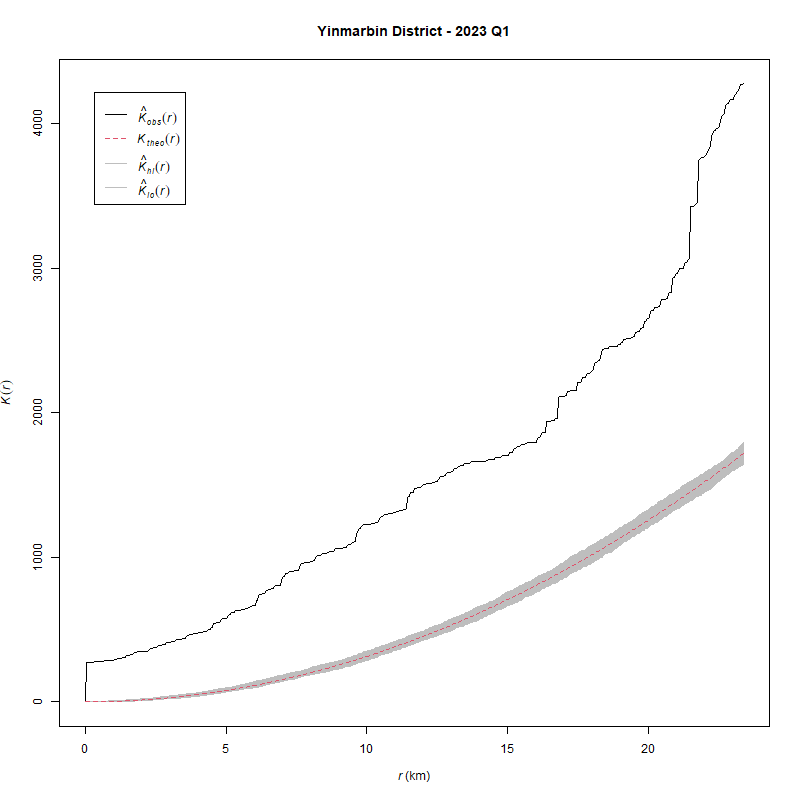 Yinmarbin District - 2023 Q1
K̂obs(r)
Ktheo(r)
K̂hi(r)
K̂lo(r)
4000
3000
2000
1000
0
K(r)
0 5 10 15 20
r (km)